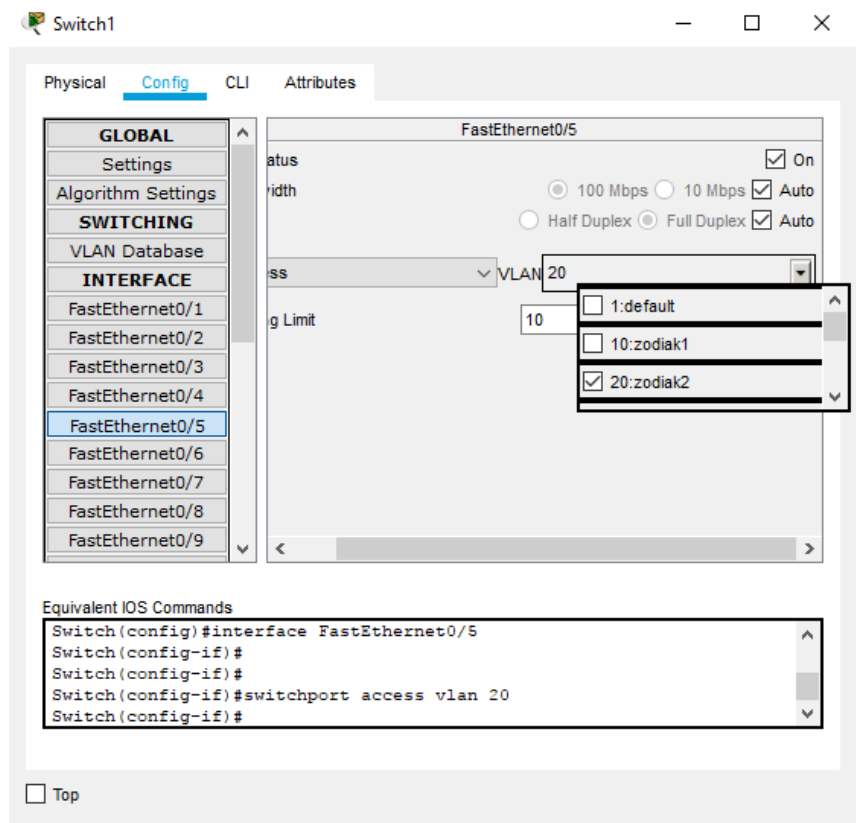 Switch1
Physical Config CLI Attributes
GLOBAL
Settings
Algorithm Settings
SWITCHING
VLAN Database
INTERFACE
FastEthernet0/1
FastEthernet0/2
FastEthernet0/3
FastEthernet0/4
FastEthernet0/5
FastEthernet0/6
FastEthernet0/7
FastEthernet0/8
FastEthernet0/9
FastEthernet0/5
atus On
idth 100 Mbps 10 Mbps Auto
Half Duplex Full Duplex Auto
ss VLAN 20
g Limit 10
1:default
10:zodiak1
20:zodiak2
Equivalent IOS Commands
Switch(config)#interface FastEthernet0/5
Switch(config-if)#
Switch(config-if)#
Switch(config-if)#switchport access vlan 20
Switch(config-if)#
Top